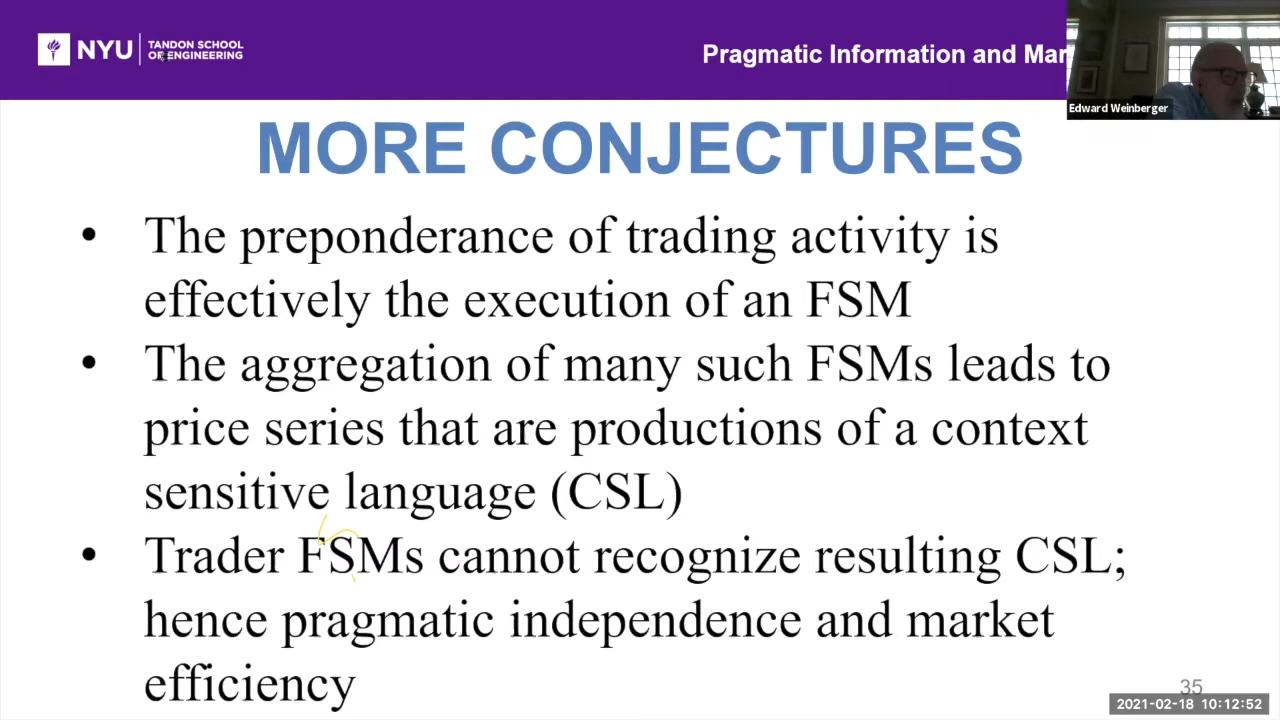 NYU
TANDON SCHOOL
OF ENGINEERING
Pragmatic Information and Mar
Edward Weinberger
MORE CONJECTURES
• The preponderance of trading activity is
effectively the execution of an FSM
• The aggregation of many such FSMs leads to
price series that are productions of a context
sensitive language (CSL)
• Trader FSMs cannot recognize resulting CSL;
hence pragmatic independence and market
efficiency
35
2021-02-18 10:12:52